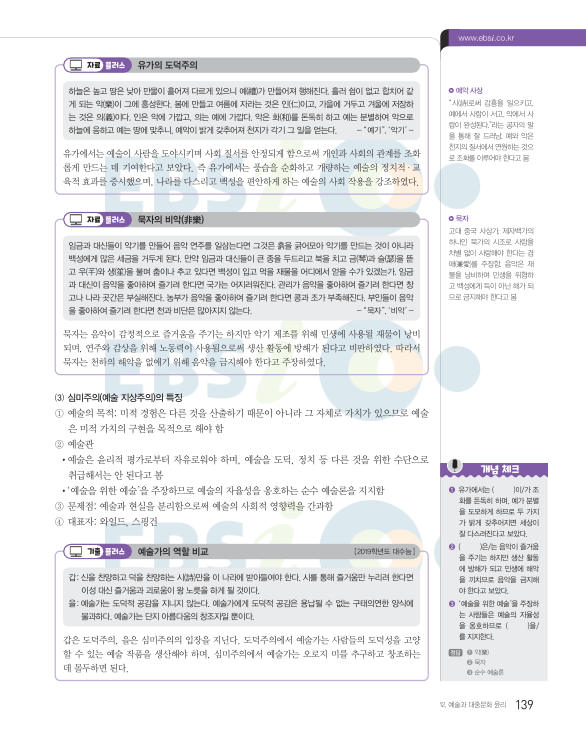 www.ebsi.co.kr
자료 플러스 유가의 도덕주의
하늘은 높고 땅은 낮아 만물이 흩어져 다르게 있으니 예(禮)가 만들어져 행해진다. 흘러 쉼이 없고 합치어 같
게 되는 악(樂)이 그에 흥성한다. 봄에 만들고 여름에 자라는 것은 인(仁)이고, 가을에 거두고 겨울에 저장하
는 것은 의(義)이다. 인은 악에 가깝고, 의는 예에 가깝다. 악은 화(和)를 돈독히 하고 예는 분별하여 악으로
하늘에 응하고 예는 땅에 맞추니, 예악이 밝게 갖추어져 천지가 각기 그 일을 얻는다. - “예기”, ‘악기’ -
유가에서는 예술이 사람을 도야시키며 사회 질서를 안정되게 함으로써 개인과 사회의 관계를 조화
롭게 만드는 데 기여한다고 보았다. 즉 유가에서는 풍습을 순화하고 개량하는 예술의 정치적·교
육적 효과를 중시했으며, 나라를 다스리고 백성을 편안하게 하는 예술의 사회 작용을 강조하였다.
예악 사상
“시(詩)로써 감흥을 일으키고,
예에서 사람이 서고, 악에서 사
람이 완성된다.”라는 공자의 말
을 통해 잘 드러남. 예와 악은
천지의 질서에서 연원하는 것으
로 조화를 이루어야 한다고 봄
자료 플러스 묵자의 비악(非樂)
임금과 대신들이 악기를 만들어 음악 연주를 일삼는다면 그것은 흙을 긁어모아 악기를 만드는 것이 아니라
백성에게 많은 세금을 거두게 된다. 만약 임금과 대신들이 큰 종을 두드리고 북을 치고 금(琴)과 슬(瑟)을 뜯
고 우(竽)와 생(笙)을 불며 춤이나 추고 있다면 백성이 입고 먹을 재물을 어디에서 얻을 수가 있겠는가. 임금
과 대신이 음악을 좋아하여 즐기려 한다면 국가는 어지러워진다. 관리가 음악을 좋아하여 즐기려 한다면 창
고나 나라 곳간은 부실해진다. 농부가 음악을 좋아하여 즐기려 한다면 콩과 조가 부족해진다. 부인들이 음악
을 좋아하여 즐기려 한다면 천과 비단은 많아지지 않는다. - “묵자”, ‘비악’ -
묵자는 음악이 감정적으로 즐거움을 주기는 하지만 악기 제조를 위해 민생에 사용될 재물이 낭비
되며, 연주와 감상을 위해 노동력이 사용됨으로써 생산 활동에 방해가 된다고 비판하였다. 따라서
묵자는 천하의 해악을 없애기 위해 음악을 금지해야 한다고 주장하였다.
묵자
고대 중국 사상가. 제자백가의
하나인 묵가의 시조로 사람을
차별 없이 사랑해야 한다는 겸
애(兼愛)를 주장함. 음악은 재
물을 낭비하며 민생을 위함하
고 백성에게 득이 아닌 해가 되
므로 금지해야 한다고 봄
(3) 심미주의(예술 지상주의)의 특징
① 예술의 목적: 미적 경험은 다른 것을 산출하기 때문이 아니라 그 자체로 가치가 있으므로 예술
은 미적 가치의 구현을 목적으로 해야 함
② 예술관
• 예술은 윤리적 평가로부터 자유로워야 하며, 예술을 도덕, 정치 등 다른 것을 위한 수단으로
취급해서는 안 된다고 봄
• ‘예술을 위한 예술’을 주장하므로 예술의 자율성을 옹호하는 순수 예술론을 지지함
③ 문제점: 예술과 현실을 분리함으로써 예술의 사회적 영향력을 간과함
④ 대표자: 와일드, 스핑건
기출 플러스 예술가의 역할 비교 [2019학년도 대수능]
갑: 신을 찬양하고 덕을 찬양하는 시(詩)만을 이 나라에 받아들여야 한다. 시를 통해 즐거움만 누리려 한다면
이성 대신 즐거움과 괴로움이 왕 노릇을 하게 될 것이다.
을: 예술가는 도덕적 공감을 지니지 않는다. 예술가에게 도덕적 공감은 용납될 수 없는 구태의연한 양식에
불과하다. 예술가는 단지 아름다움의 창조자일 뿐이다.
갑은 도덕주의, 을은 심미주의의 입장을 지닌다. 도덕주의에서 예술가는 사람들의 도덕성을 고양
할 수 있는 예술 작품을 생산해야 하며, 심미주의에서 예술가는 오로지 미를 추구하고 창조하는
데 몰두하면 된다.
개념 체크
1 유가에서는 ( )이/가 조
화를 돈독히 하며, 예가 분별
을 도모하게 하므로 두 가지
가 밝게 갖추어지면 세상이
잘 다스려진다고 보았다.
2 ( )은/는 음악이 즐거움
을 주기는 하지만 생산 활동
에 방해가 되고 민생에 해악
을 끼치므로 음악을 금지해
야 한다고 보았다.
3 ‘예술을 위한 예술’을 주장하
는 사람들은 예술의 자율성
을 옹호하므로 ( )을/
를 지지한다.
정답 1 악(樂)
2 묵자
3 순수 예술론
12. 예술과 대중문화 윤리 139
EBSi
EBSi
EBSi